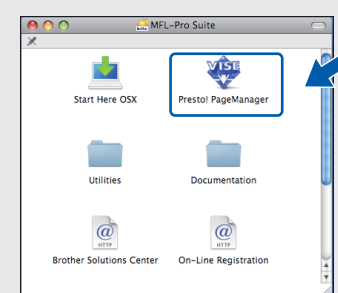 MFL-Pro Suite
VISE
Start Here OSX
Presto! PageManager
Utilities
Documentation
@
HTTP
@
HTTP
Brother Solutions Center
On-Line Registration